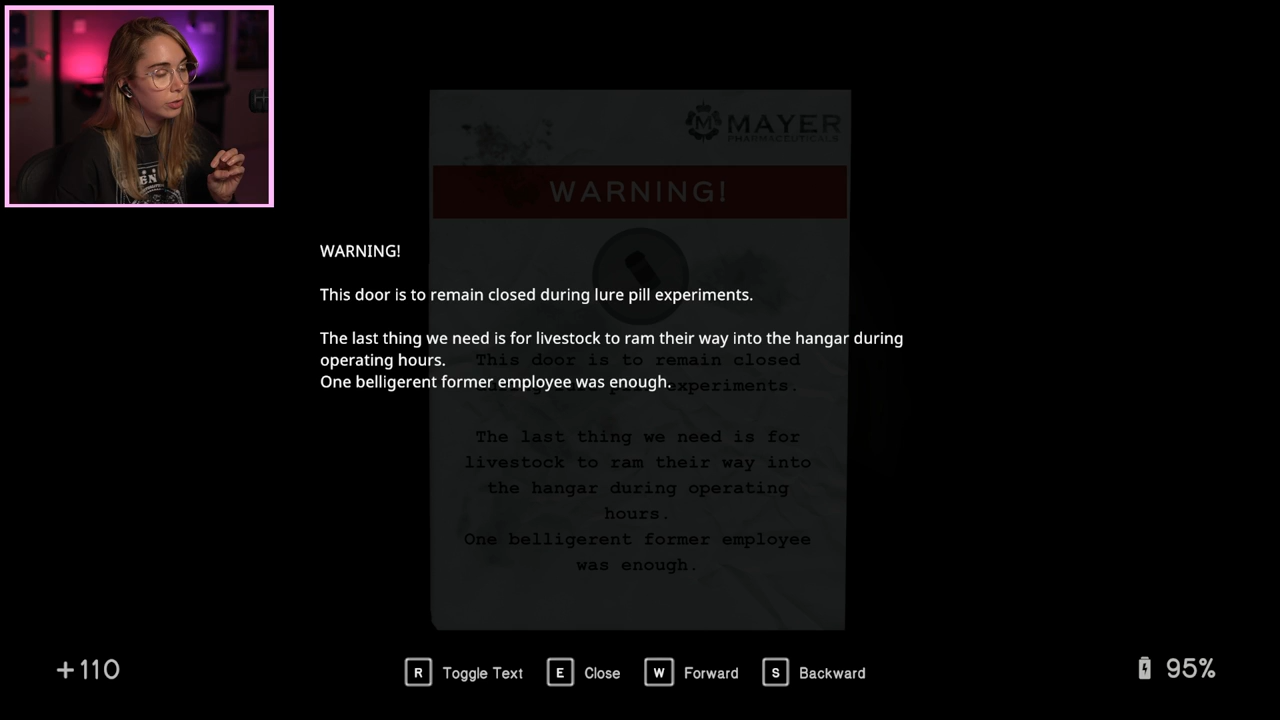 MAYER
PHARMACEUTICALS
WARNING!
WARNING!
This door is to remain closed during lure pill experiments.
The last thing we need is for livestock to ram their way into the hangar during
operating hours.
One belligerent former employee was enough.
This door is to remain closed
experiments.
The last thing we need is for
livestock to ram their way into
the hangar during operating
hours.
One belligerent former employee
was enough.
+110
R Toggle Text E Close W Forward S Backward
95%